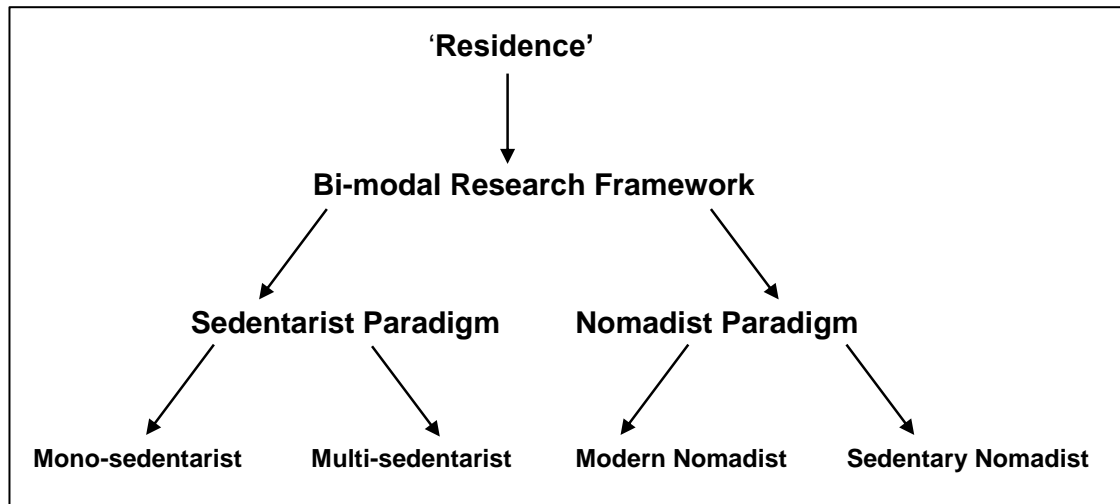 ‘Residence’
Bi-modal Research Framework
Sedentarist Paradigm Nomadist Paradigm
Mono-sedentarist Multi-sedentarist Modern Nomadist Sedentary Nomadist